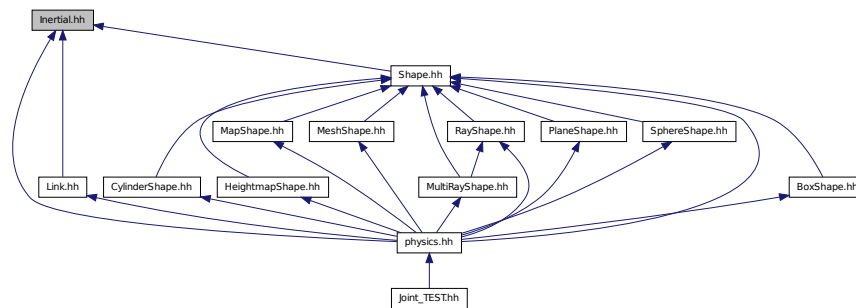 Inertial.hh
Shape.hh
MapShape.hh
MeshShape.hh
RayShape.hh
PlaneShape.hh
SphereShape.hh
Link.hh
CylinderShape.hh
HeightmapShape.hh
MultiRayShape.hh
BoxShape.hh
physics.hh
Joint_TEST.hh